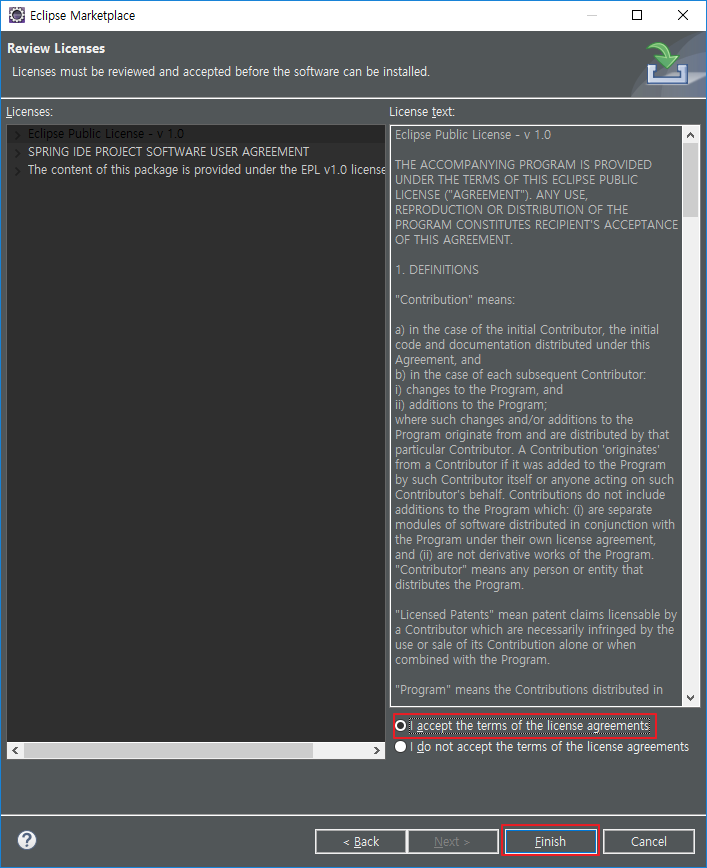 Eclipse Marketplace
Review Licenses
Licenses must be reviewed and accepted before the software can be installed.
Licenses:
Eclipse Public License - v 1.0
SPRING IDE PROJECT SOFTWARE USER AGREEMENT
The content of this package is provided under the EPL v1.0 license
License text:
Eclipse Public License - v 1.0
THE ACCOMPANYING PROGRAM IS PROVIDED
UNDER THE TERMS OF THIS ECLIPSE PUBLIC
LICENSE ("AGREEMENT"). ANY USE,
REPRODUCTION OR DISTRIBUTION OF THE
PROGRAM CONSTITUTES RECIPIENT'S ACCEPTANCE
OF THIS AGREEMENT.
1. DEFINITIONS
"Contribution" means:
a) in the case of the initial Contributor, the initial
code and documentation distributed under this
Agreement, and
b) in the case of each subsequent Contributor:
i) changes to the Program, and
ii) additions to the Program;
where such changes and/or additions to the
Program originate from and are distributed by that
particular Contributor. A Contribution 'originates'
from a Contributor if it was added to the Program
by such Contributor itself or anyone acting on such
Contributor's behalf. Contributions do not include
additions to the Program which: (i) are separate
modules of software distributed in conjunction with
the Program under their own license agreement,
and (ii) are not derivative works of the Program.
"Contributor" means any person or entity that
distributes the Program.
"Licensed Patents" mean patent claims licensable by
a Contributor which are necessarily infringed by the
use or sale of its Contribution alone or when
combined with the Program.
"Program" means the Contributions distributed in
I accept the terms of the license agreements
I do not accept the terms of the license agreements
< Back
Next >
Finish
Cancel